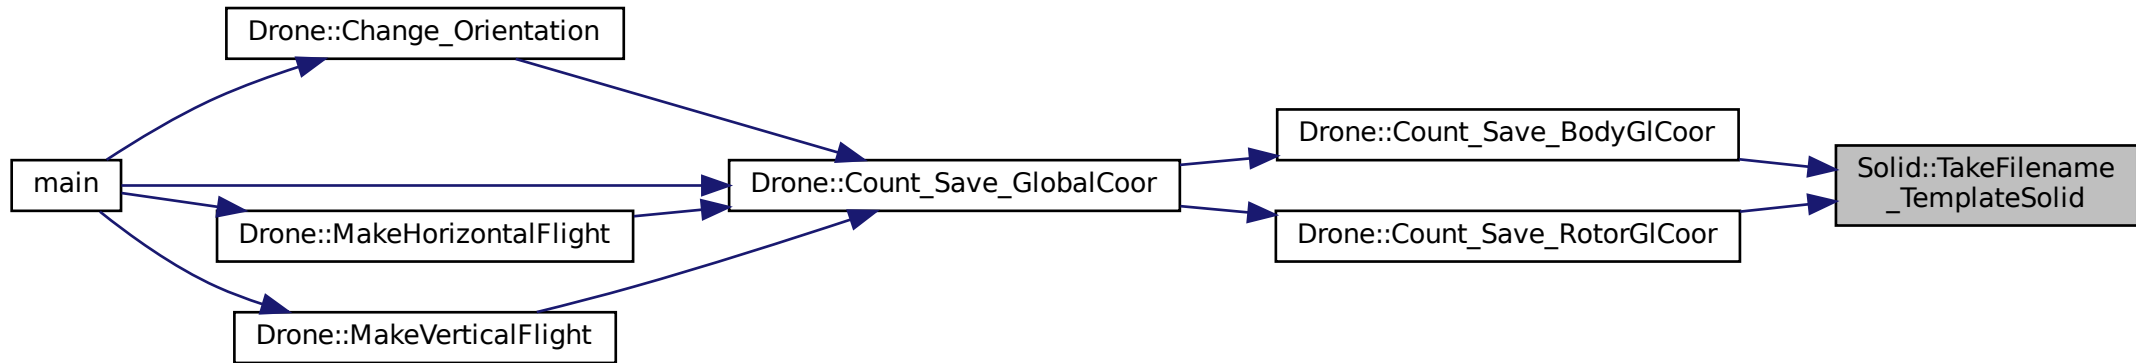 Drone::Change_Orientation
main
Drone::MakeHorizontalFlight
Drone::MakeVerticalFlight
Drone::Count_Save_GlobalCoor
Drone::Count_Save_BodyGlCoor
Drone::Count_Save_RotorGlCoor
Solid::TakeFilename
_TemplateSolid